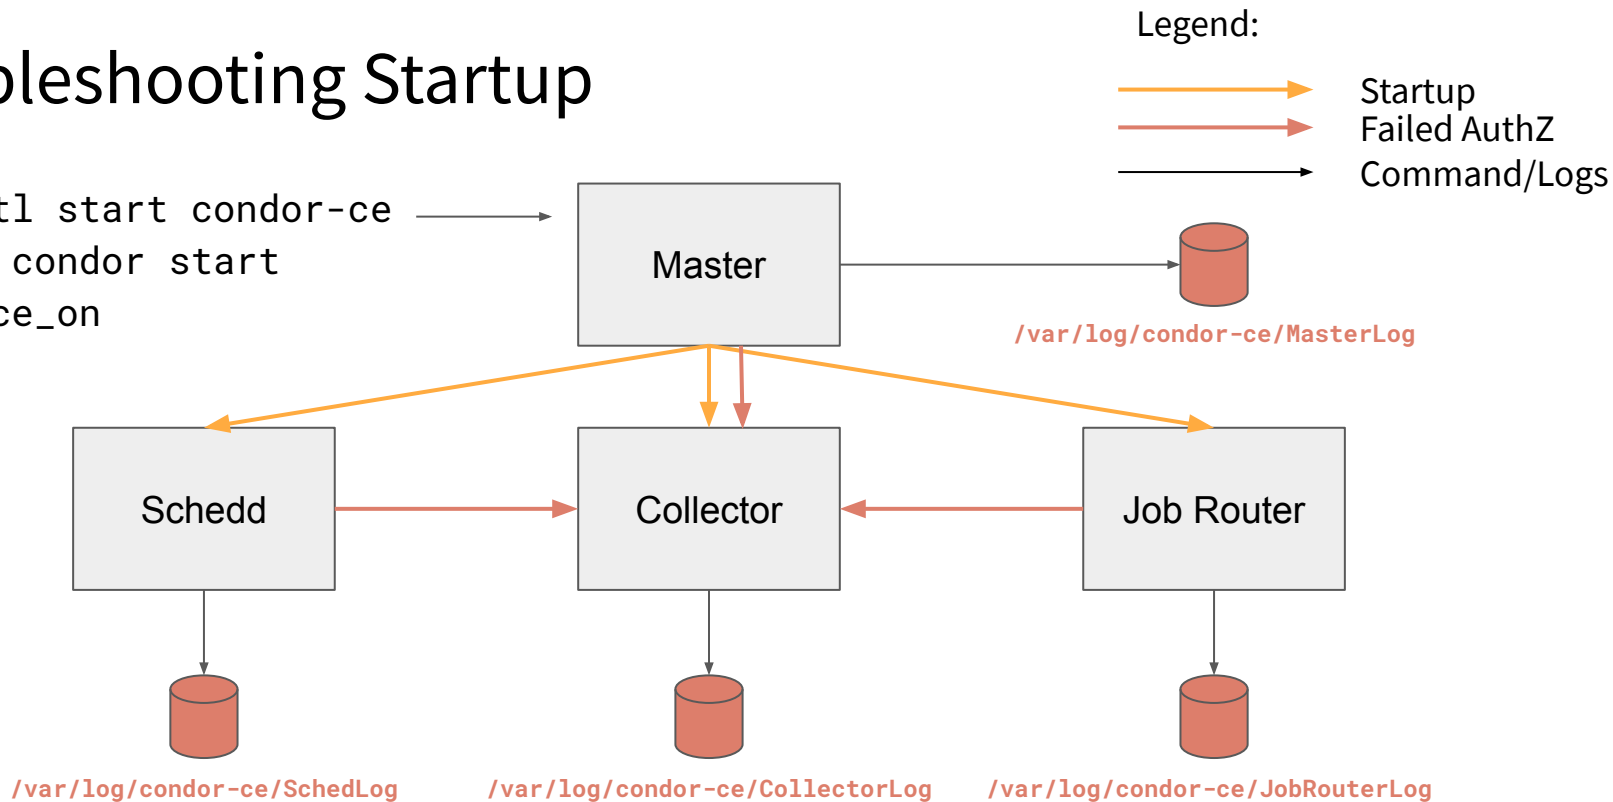 Legend:
bleshooting Startup
Startup
Failed AuthZ
Command/Logs
tl start condor-ce
condor start
ce_on
Master
/var/log/condor-ce/MasterLog
Schedd
Collector
Job Router
/var/log/condor-ce/SchedLog
/var/log/condor-ce/CollectorLog
/var/log/condor-ce/JobRouterLog